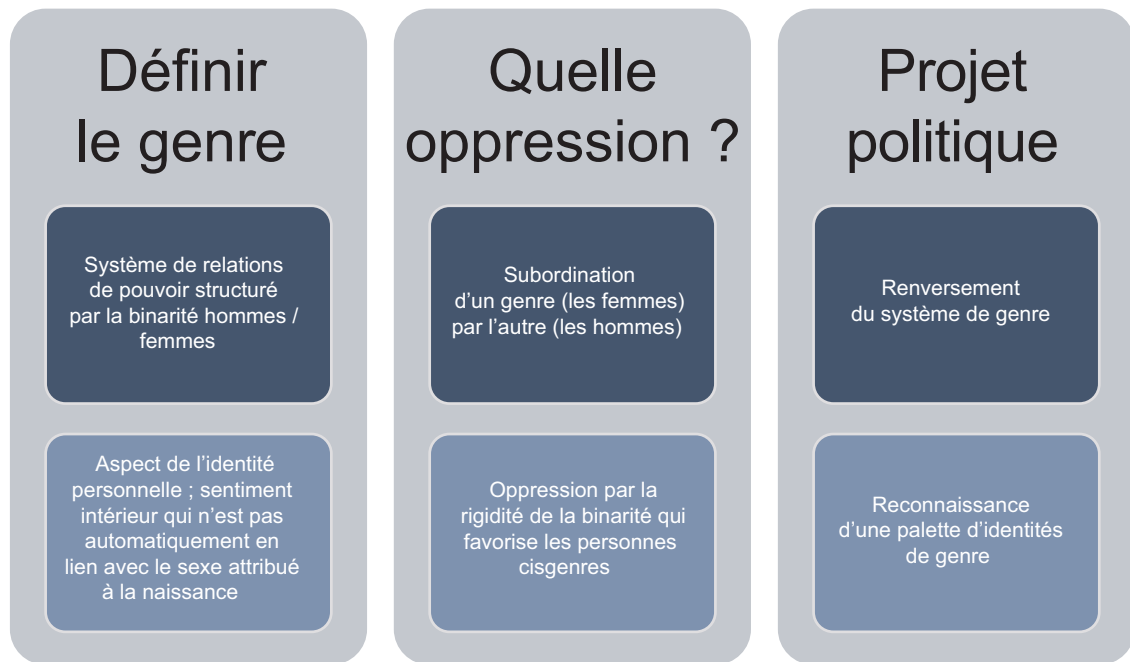 Définir
le genre
Système de relations
de pouvoir structuré
par la binarité hommes /
femmes
Aspect de l’identité
personnelle ; sentiment
intérieur qui n’est pas
automatiquement en
lien avec le sexe attribué
à la naissance
Quelle
oppression ?
Subordination
d’un genre (les femmes)
par l’autre (les hommes)
Oppression par la
rigidité de la binarité qui
favorise les personnes
cisgenres
Projet
politique
Renversement
du système de genre
Reconnaissance
d’une palette d’identités
de genre